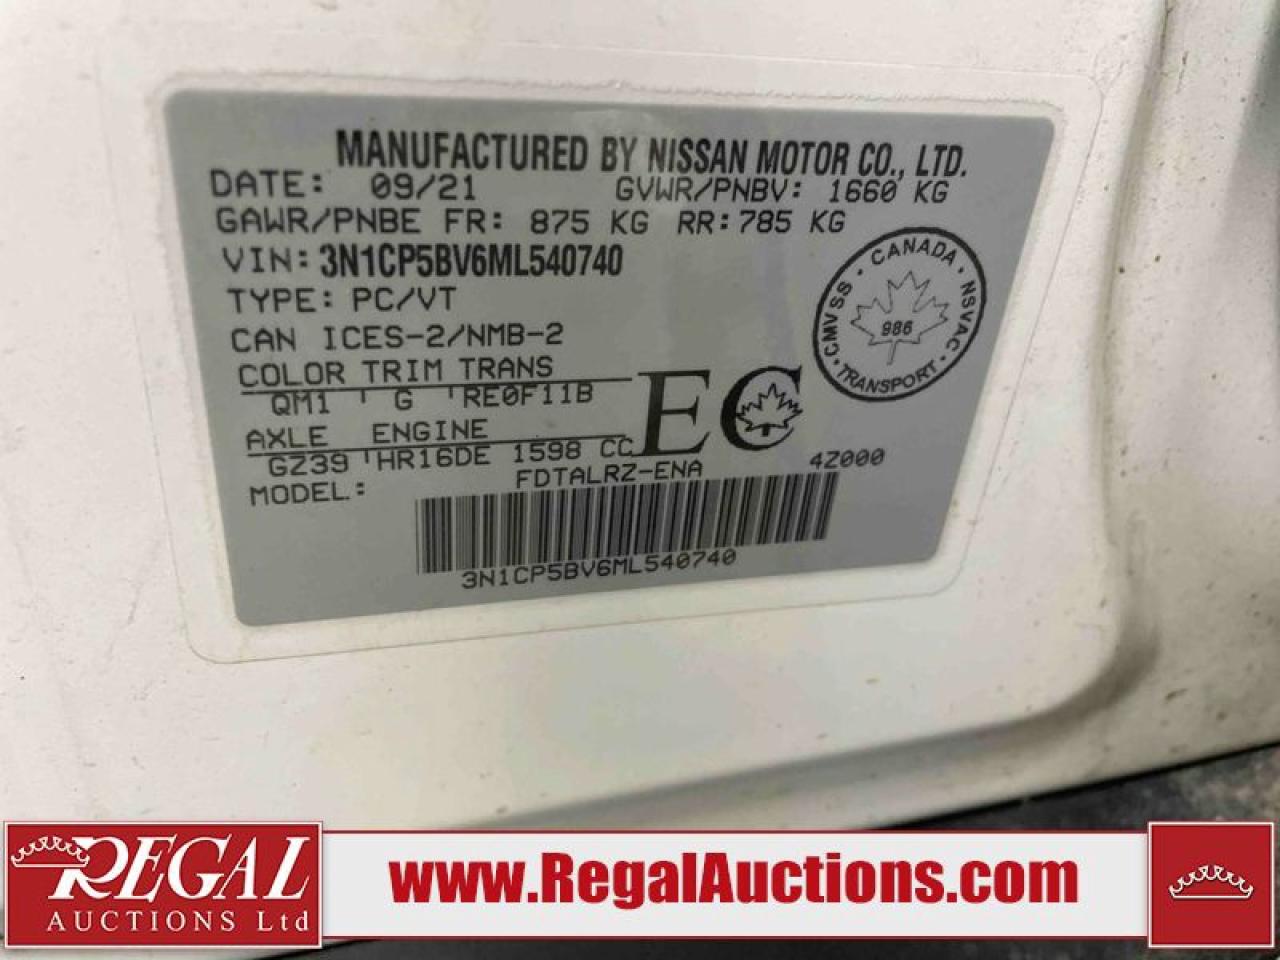 MANUFACTURED BY NISSAN MOTOR CO., LTD.
DATE: 09/21 GVWR/PNBV: 1660 KG
GAWR/PNBE FR: 875 KG RR: 785 KG
VIN: 3N1CP5BV6ML540740
TYPE: PC/VT
CAN ICES-2/NMB-2
COLOR TRIM TRANS
QM1 G RE0F11B
AXLE ENGINE
GZ39 HR16DE 1598 CC
EC
FDTALRZ-ENA 4Z000
MODEL:
3N1CP5BV6ML540740
CANADA
CMVSS
NSVAC
986
TRANSPORT
REGAL
AUCTIONS Ltd
www.RegalAuctions.com